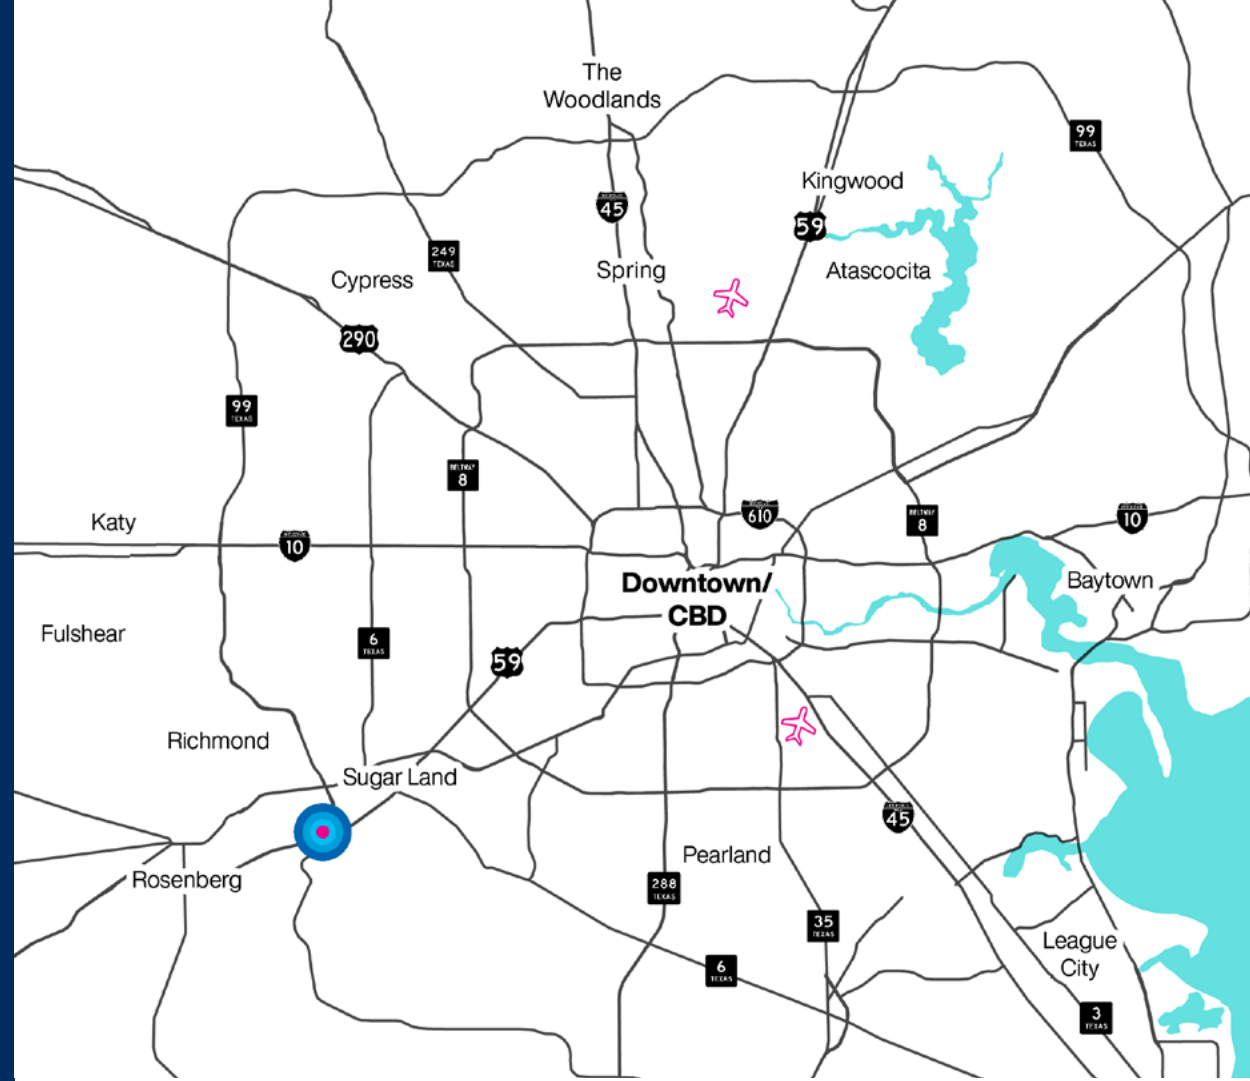 The
Woodlands
99
TEXAS
Kingwood
45
59
249
TEXAS
Spring
Atascocita
Cypress
290
99
TEXAS
BELTWAY
8
610
BELTWAY
8
10
Katy
10
Downtown/
CBD
Baytown
Fulshear
6
TEXAS
59
Richmond
Sugar Land
45
Pearland
Rosenberg
288
TEXAS
35
TEXAS
League
City
6
TEXAS
3
TEXAS